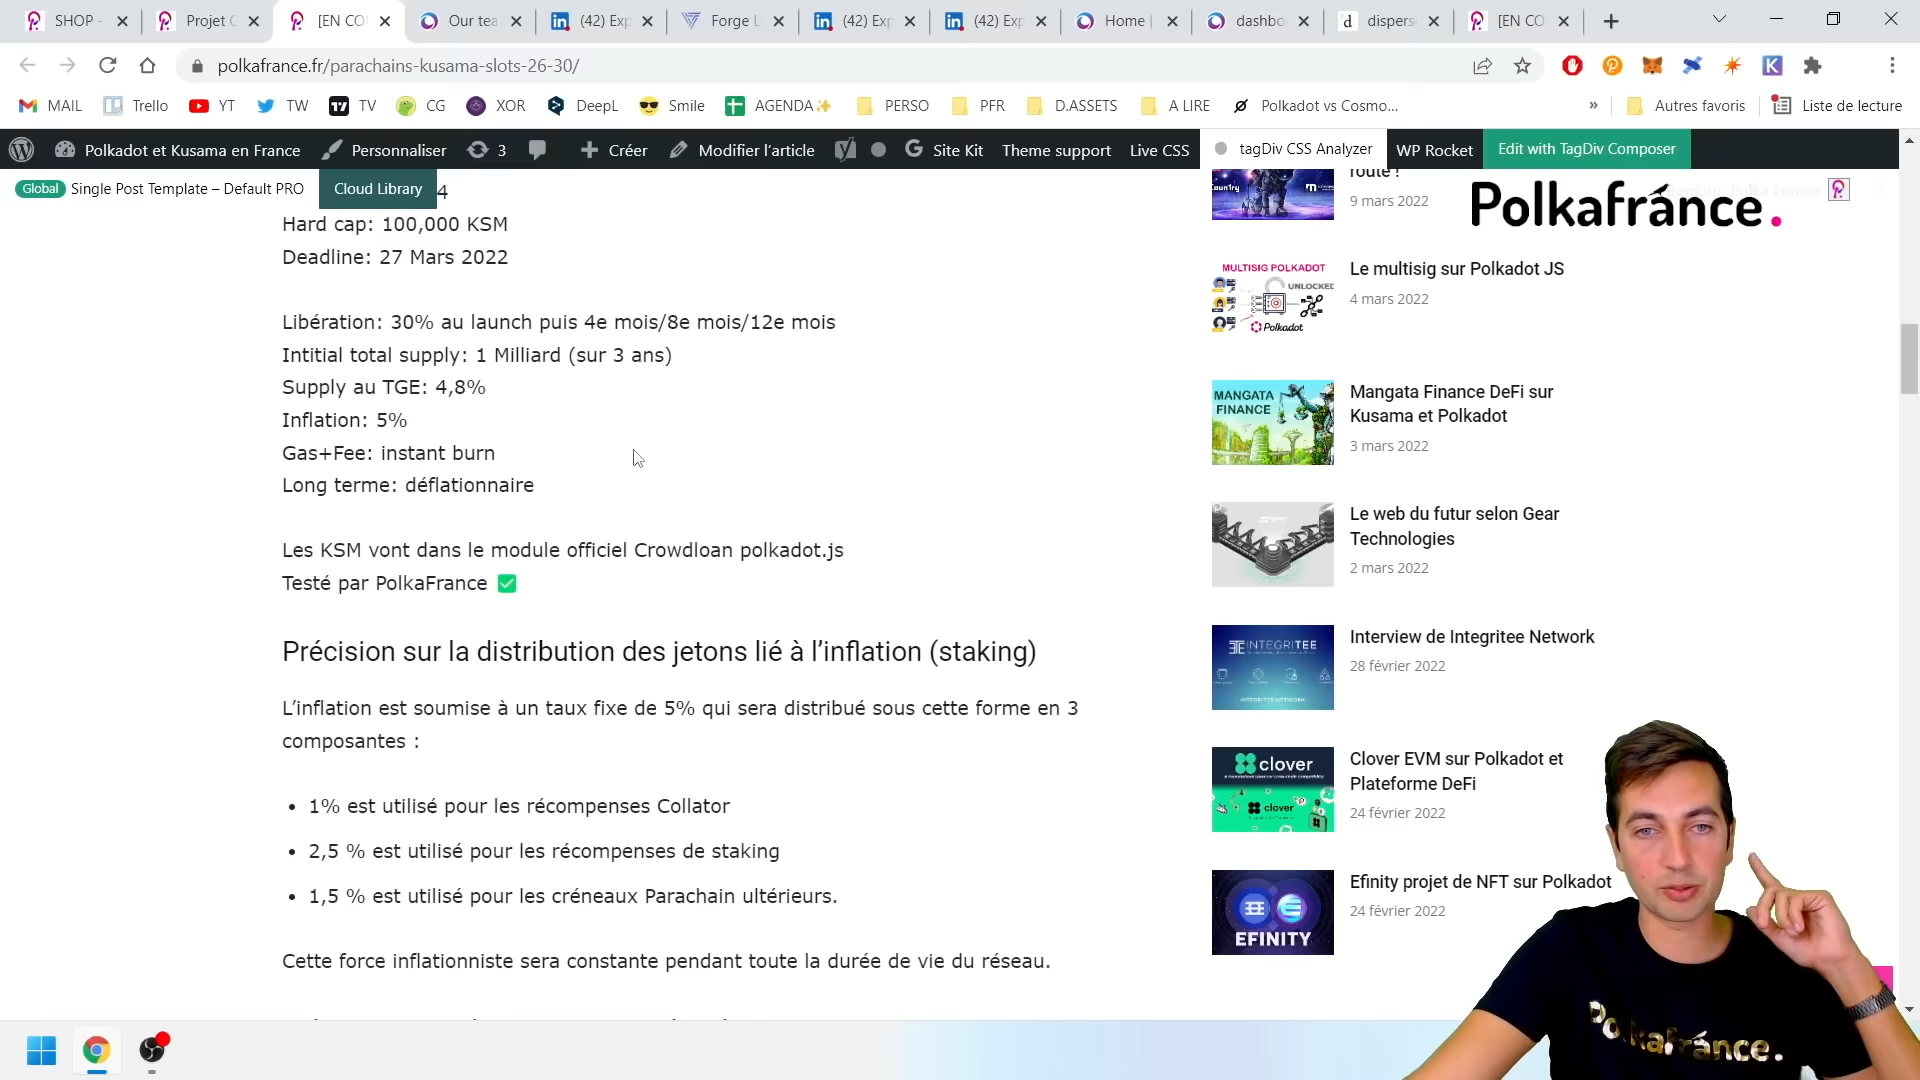 SHOP -
Projet C
[EN CO
Our tea
(42) Exp
Forge L
(42) Exp
(42) Exp
Home |
dashbo
dispers
[EN CO
polkafrance.fr/parachains-kusama-slots-26-30/
MAIL
Trello
YT
TW
TV
CG
XOR
DeepL
Smile
AGENDA✨
PERSO
PFR
D.ASSETS
A LIRE
Polkadot vs Cosmo...
»
Autres favoris
Liste de lecture
Polkadot et Kusama en France
Personnaliser
3
Créer
Modifier l’article
Site Kit
Theme support
Live CSS
tagDiv CSS Analyzer
WP Rocket
Edit with TagDiv Composer
Global
Single Post Template – Default PRO
Cloud Library
4
Hard cap: 100,000 KSM
Deadline: 27 Mars 2022
Libération: 30% au launch puis 4e mois/8e mois/12e mois
Intitial total supply: 1 Milliard (sur 3 ans)
Supply au TGE: 4,8%
Inflation: 5%
Gas+Fee: instant burn
Long terme: déflationnaire
Les KSM vont dans le module officiel Crowdloan polkadot.js
Testé par PolkaFrance ✅
Précision sur la distribution des jetons lié à l’inflation (staking)
L’inflation est soumise à un taux fixe de 5% qui sera distribué sous cette forme en 3
composantes :
• 1% est utilisé pour les récompenses Collator
• 2,5 % est utilisé pour les récompenses de staking
• 1,5 % est utilisé pour les créneaux Parachain ultérieurs.
Cette force inflationniste sera constante pendant toute la durée de vie du réseau.
route !
9 mars 2022
Polkafránce.
MULTISIG POLKADOT
UNLOCKED
Polkadot
Le multisig sur Polkadot JS
4 mars 2022
MANGATA
FINANCE
Mangata Finance DeFi sur
Kusama et Polkadot
3 mars 2022
Le web du futur selon Gear
Technologies
2 mars 2022
INTEGRITEE
INTEGRITEE NETWORK
Interview de Integritee Network
28 février 2022
clover
clover
Clover EVM sur Polkadot et
Plateforme DeFi
24 février 2022
EFINITY
Efinity projet de NFT sur Polkadot
24 février 2022
Polkafránce.